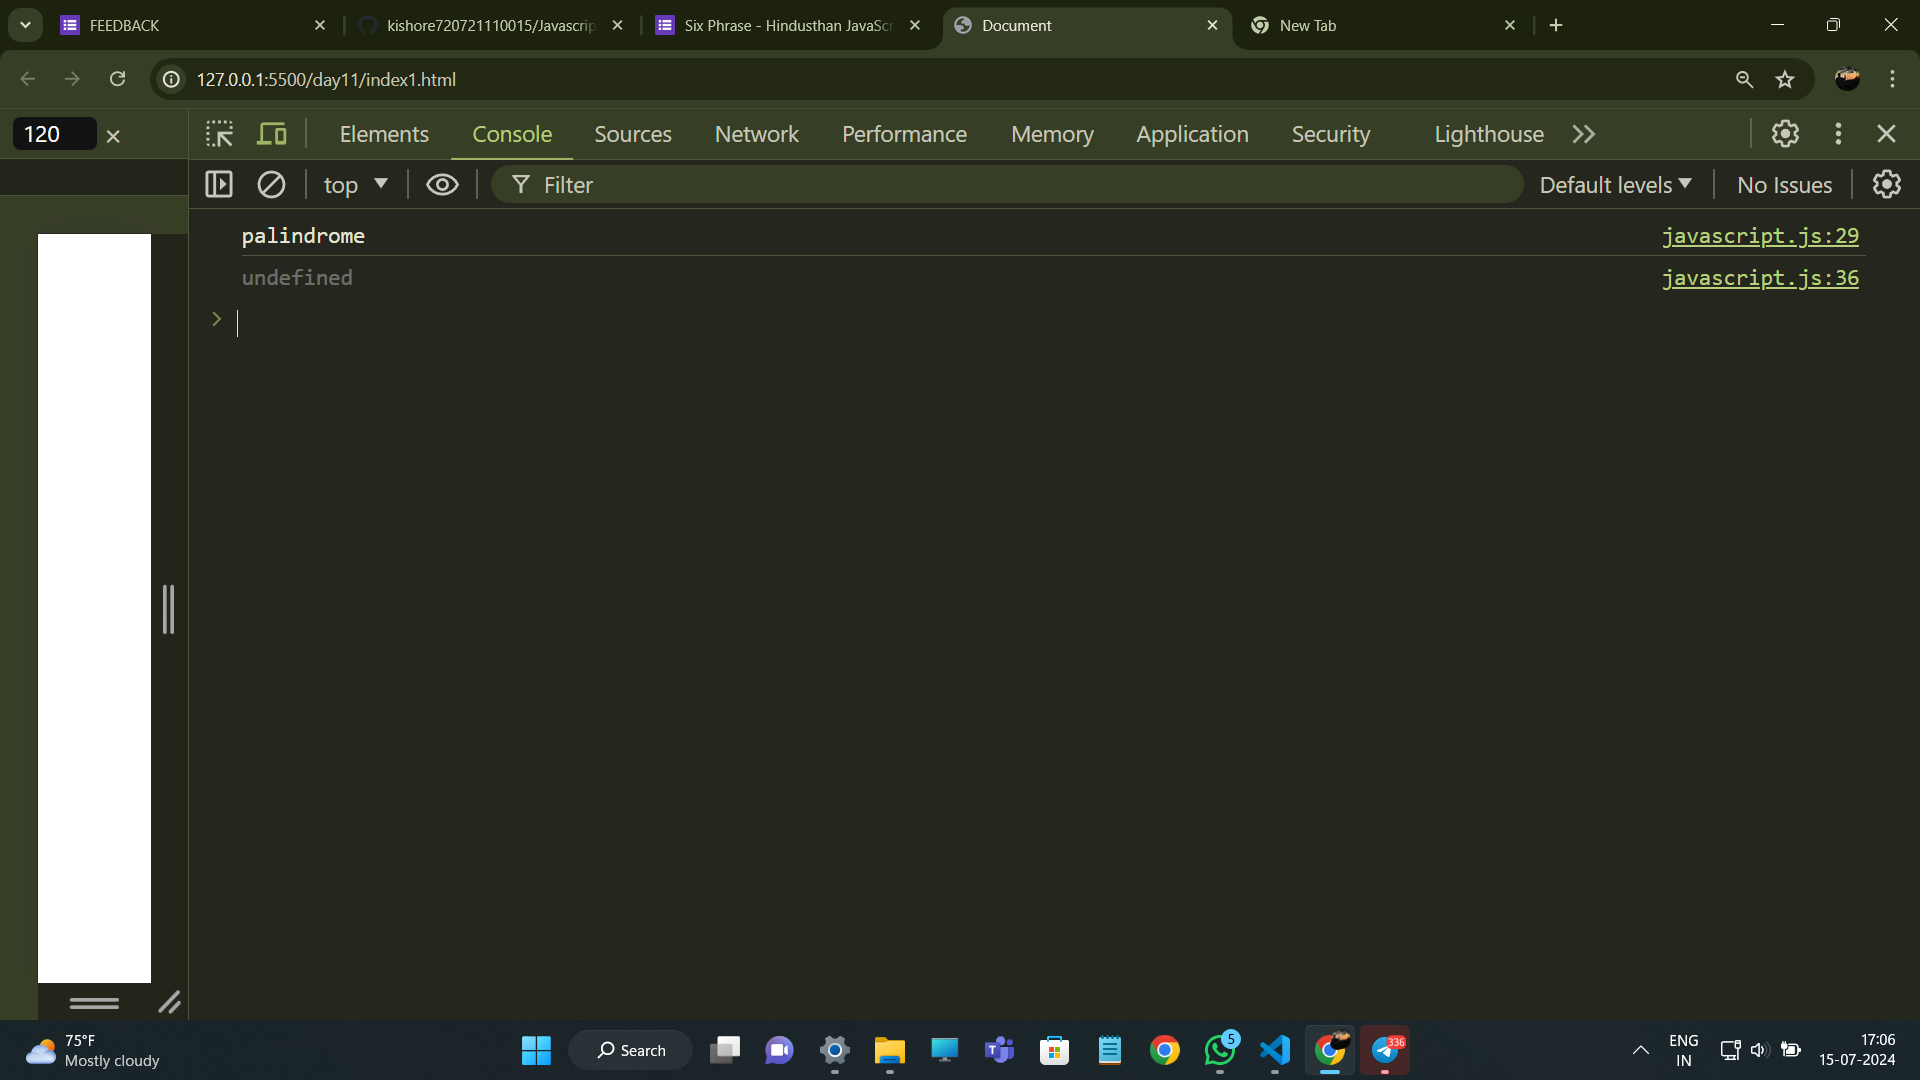 FEEDBACK
kishore720721110015/Javascrip
Six Phrase - Hindusthan JavaScr
Document
New Tab
127.0.0.1:5500/day11/index1.html
120
Elements
Console
Sources
Network
Performance
Memory
Application
Security
Lighthouse
top
Filter
Default levels
No Issues
palindrome
javascript.js:29
undefined
javascript.js:36
75°F
Mostly cloudy
Search
5
336
ENG
IN
17:06
15-07-2024